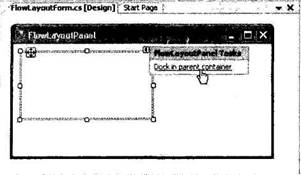 FlowLayoutForm.cs [Design] Start Page
FlowLayoutPanel
FlowLayoutPanel Tasks
Dock in parent container